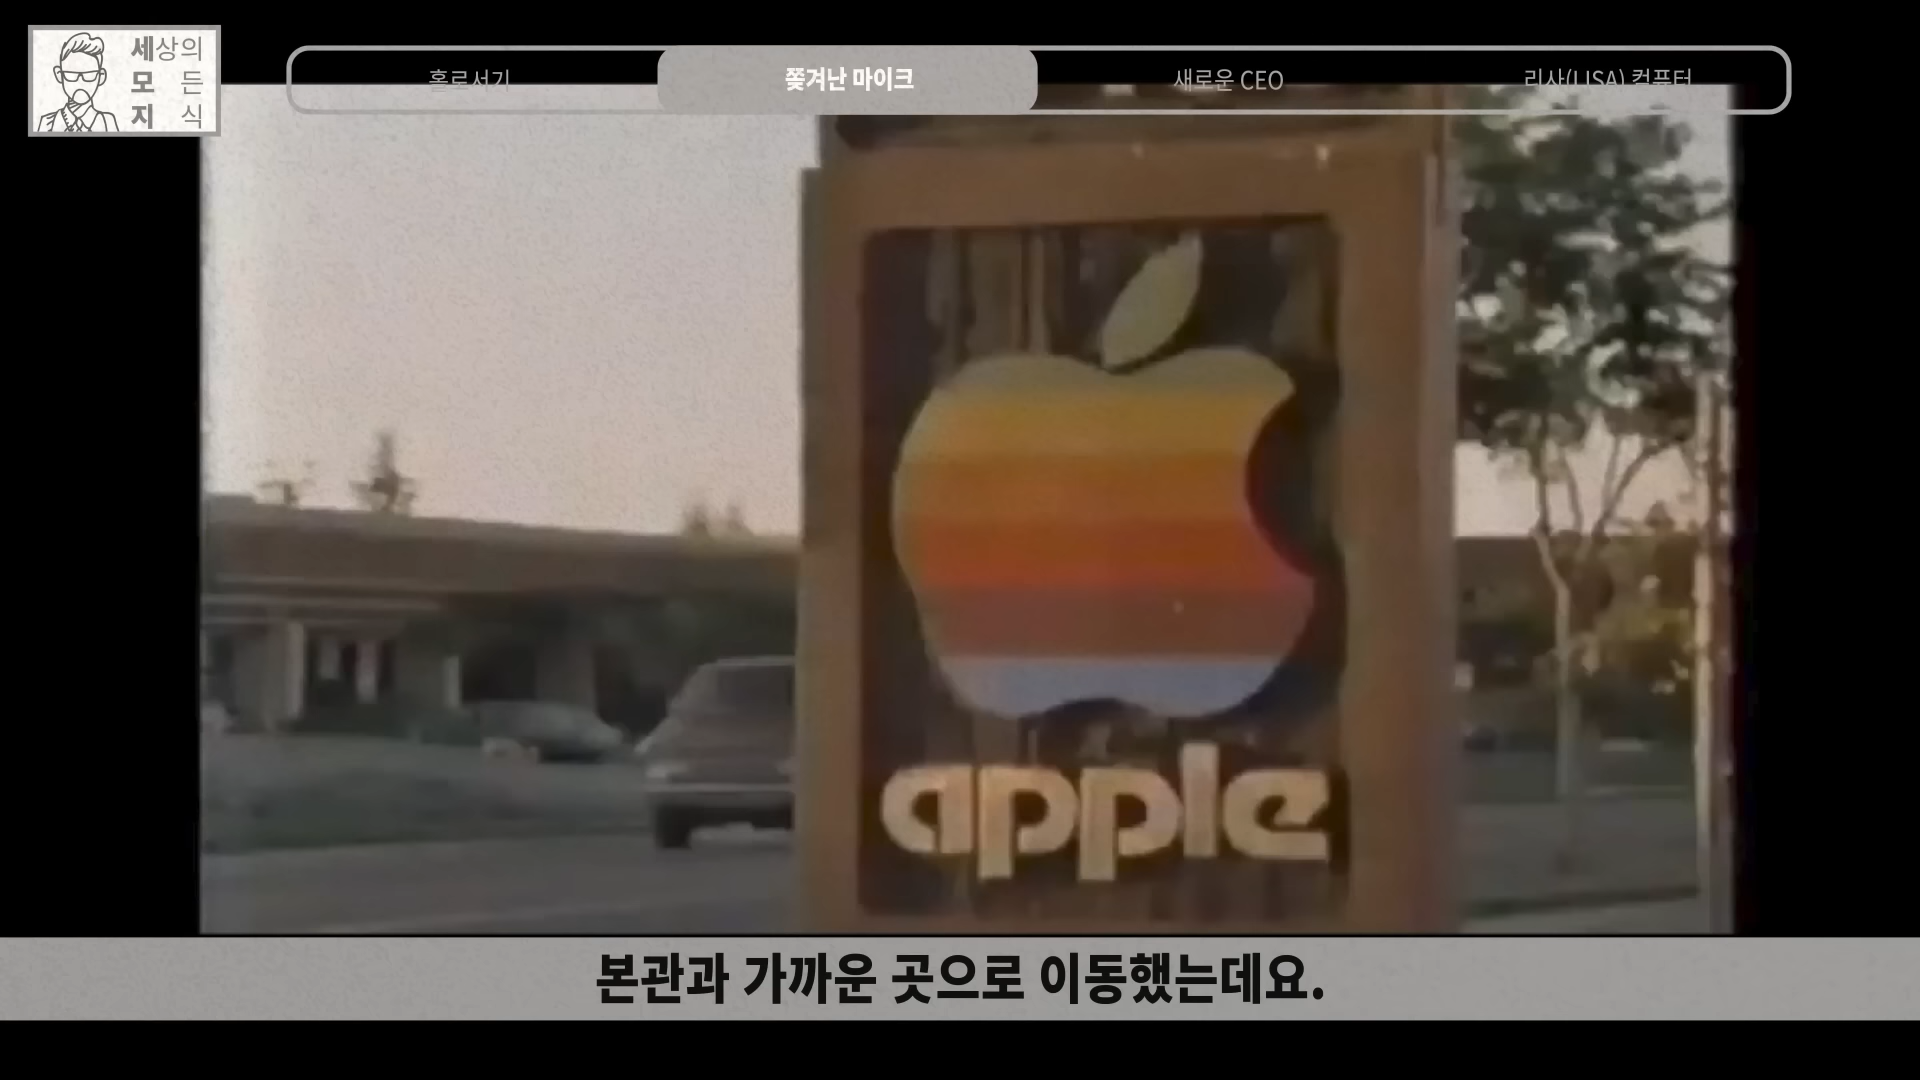 세상의
모든
지식
홀로서기
쫓겨난 마이크
새로운 CEO
리사(LISA) 컴퓨터
apple
본관과 가까운 곳으로 이동했는데요.